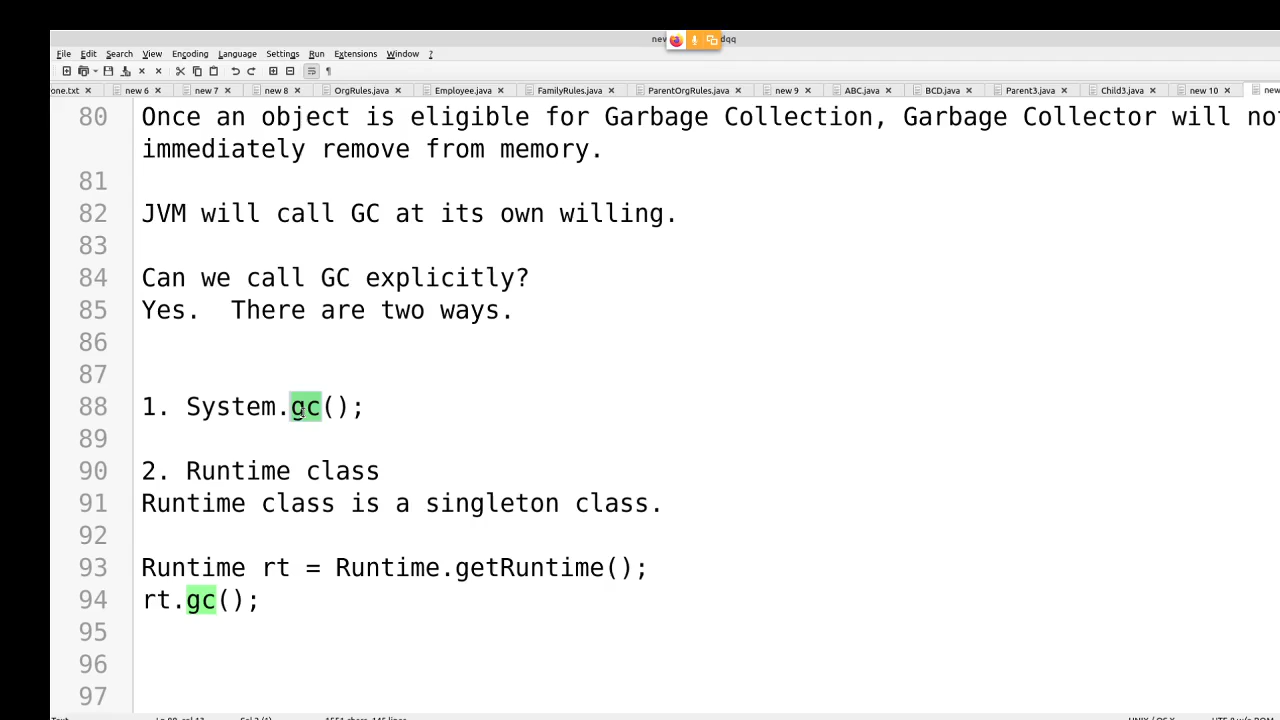 new dqq
File Edit Search View Encoding Language Settings Run Extensions Window ?
one.txt new 6 new 7 new 8 OrgRules.java Employee.java FamilyRules.java ParentOrgRules.java new 9 ABC.java BCD.java Parent3.java Child3.java new 10 new
80 Once an object is eligible for Garbage Collection, Garbage Collector will not
immediately remove from memory.
81
82 JVM will call GC at its own willing.
83
84 Can we call GC explicitly?
85 Yes. There are two ways.
86
87
88 1. System.gc();
89
90 2. Runtime class
91 Runtime class is a singleton class.
92
93 Runtime rt = Runtime.getRuntime();
94 rt.gc();
95
96
97